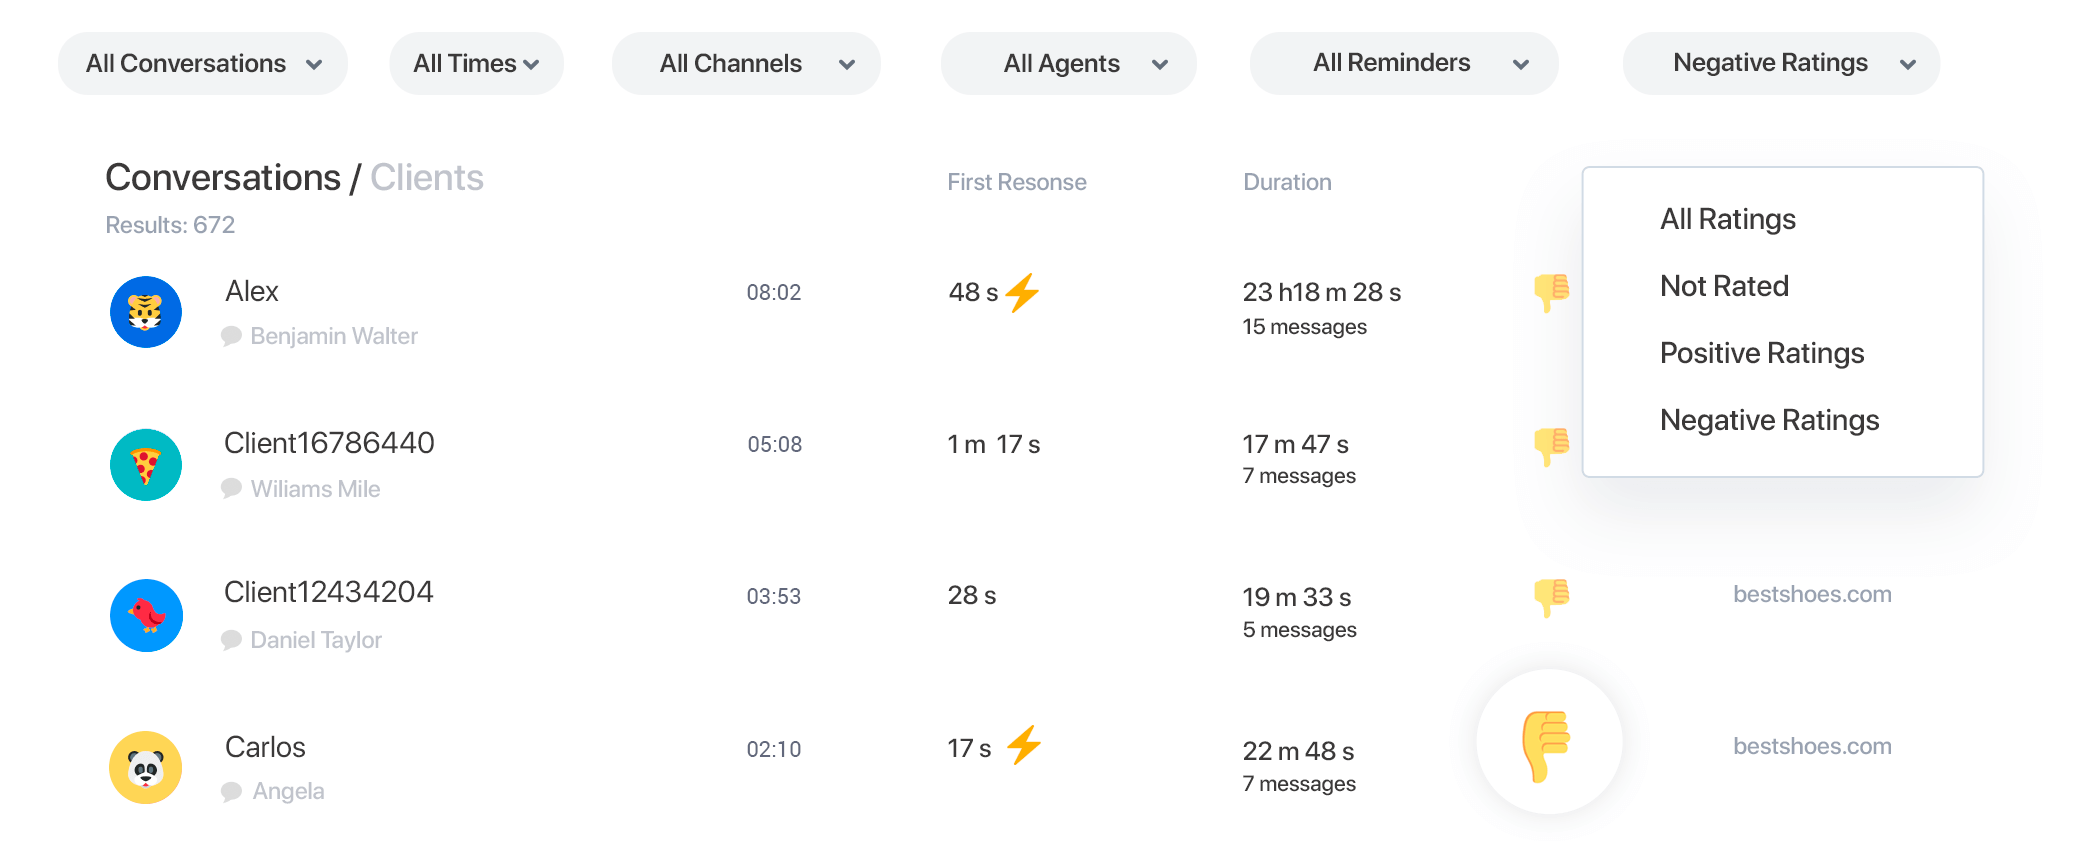 All Conversations
All Times
All Channels
All Agents
All Reminders
Negative Ratings
Conversations / Clients
First Resonse
Duration
Results: 672
All Ratings
Not Rated
Positive Ratings
Negative Ratings
Alex
08:02
48 s
23 h18 m 28 s
Benjamin Walter
15 messages
Client16786440
05:08
1 m 17 s
17 m 47 s
Wiliams Mile
7 messages
Client12434204
03:53
28 s
19 m 33 s
bestshoes.com
Daniel Taylor
5 messages
Carlos
02:10
17 s
22 m 48 s
bestshoes.com
Angela
7 messages